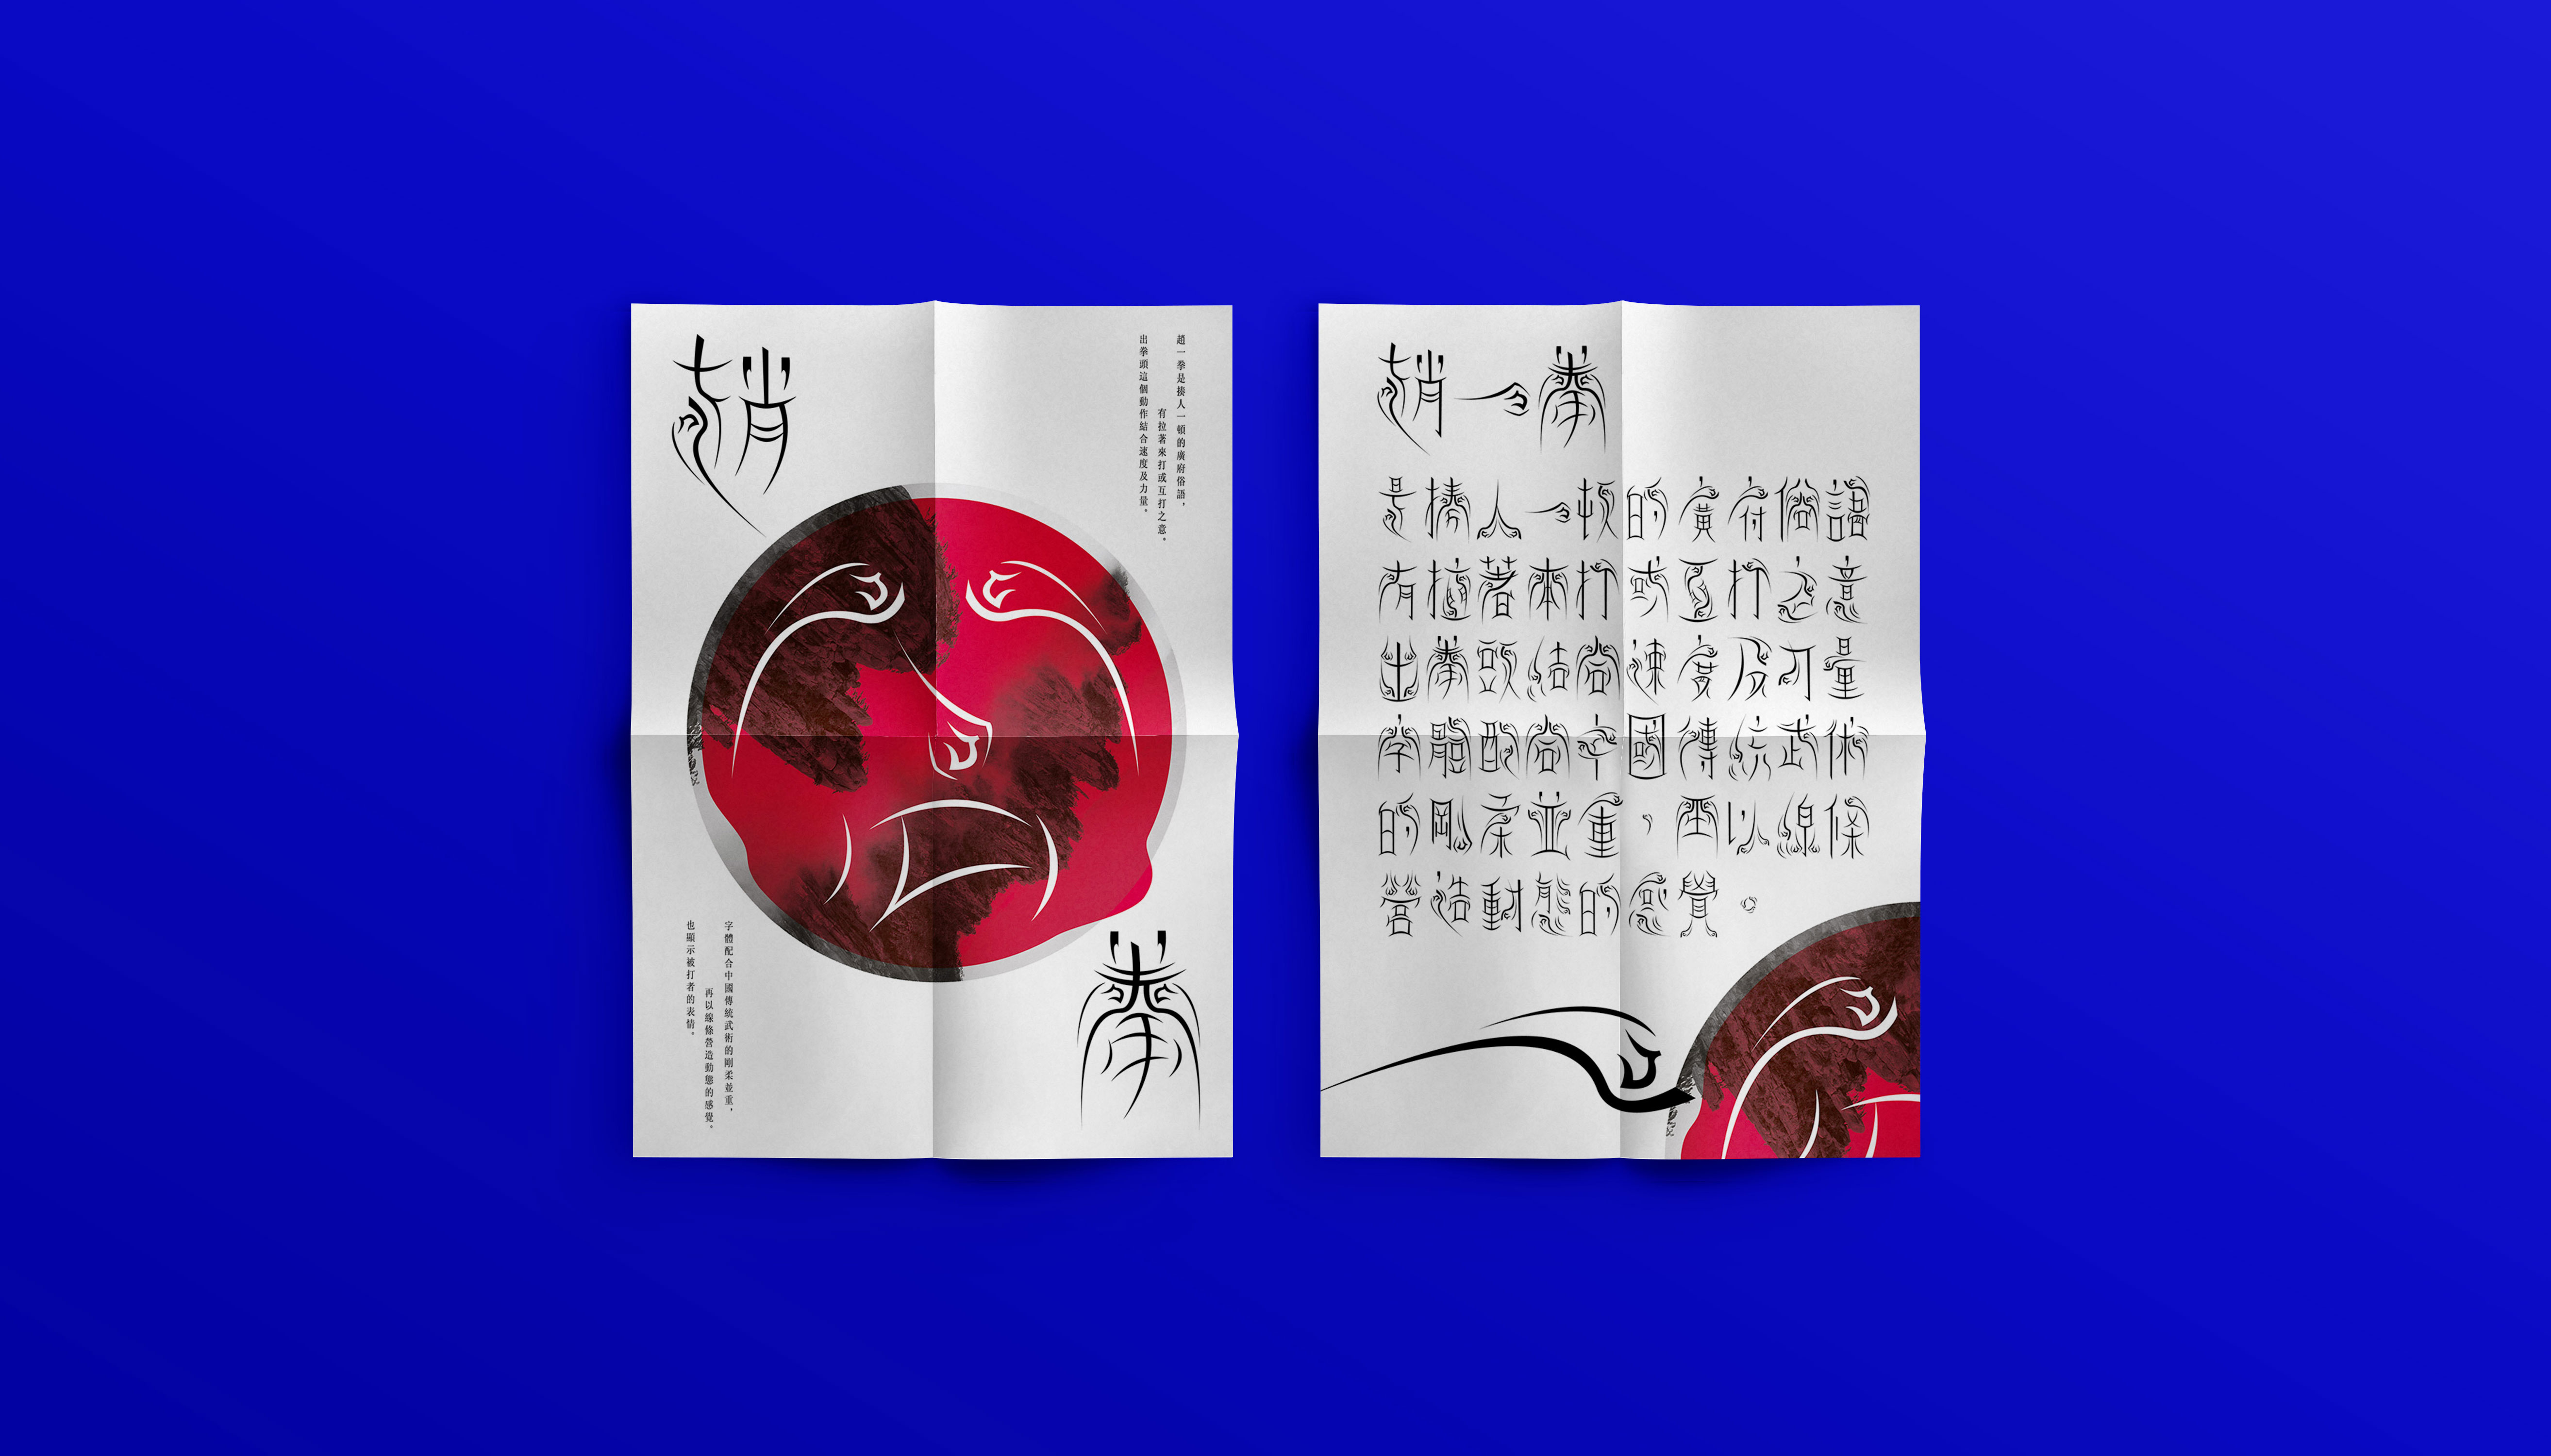 趙
趙一拳是揍人一頓的廣府俗語，
有拉著來打或互打之意。
出拳頭這個動作結合速度及力量。
字體配合中國傳統武術的剛柔並重，
再以線條營造動態的感覺。
也顯示被打者的表情。
拳
趙一拳
是揍人一頓的廣府俗語
有著來打或互打之意
出拳頭結合速度及力量
字體配合中國傳統武術
的剛柔並重，再以線條
營造動態的感覺。